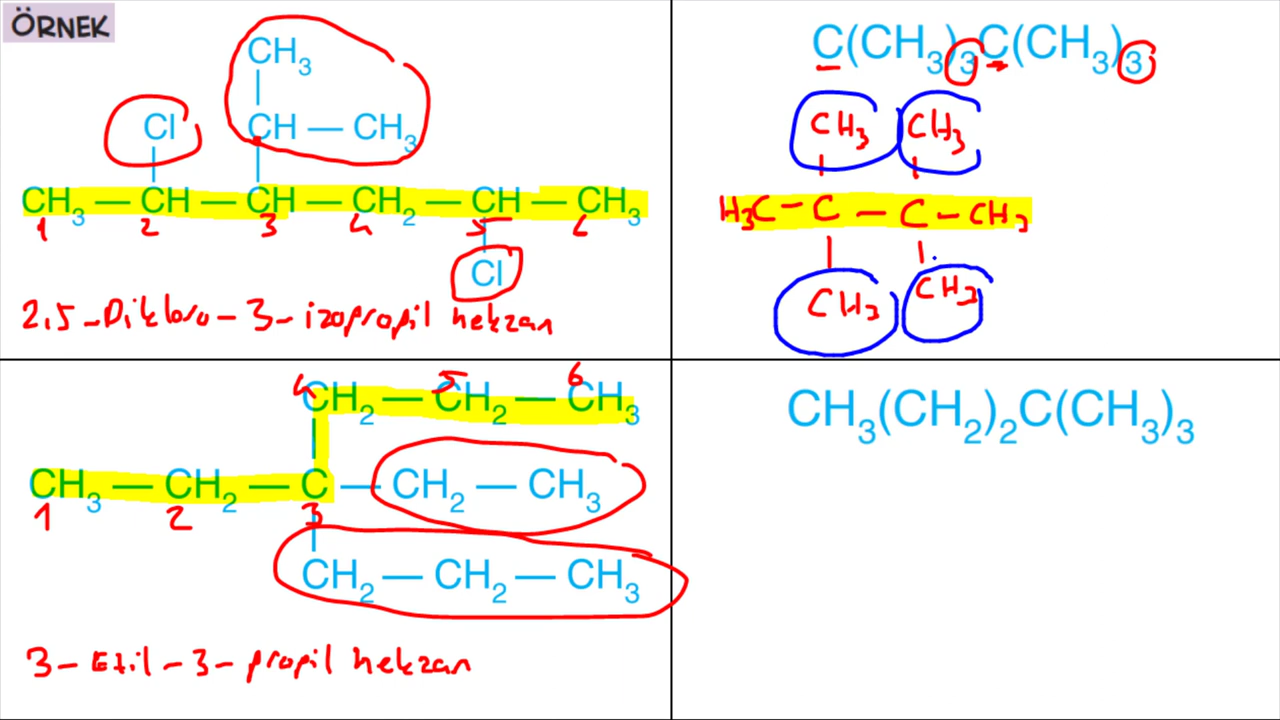 ÖRNEK
CH₃
Cl CH — CH₃
CH₃ — CH — CH — CH₂ — CH — CH₃
1 2 3 4 5 6
Cl
2,5-Dikloro-3-izopropil hekzan
C(CH₃)₃C(CH₃)₃
CH₃ CH₃
H₃C - C - C - CH₃
CH₃ CH₃
4 5 6
CH₂ — CH₂ — CH₃
CH₃ — CH₂ — C — CH₂ — CH₃
1 2 3
CH₂ — CH₂ — CH₃
3-Etil-3-propil hekzan
CH₃(CH₂)₂C(CH₃)₃